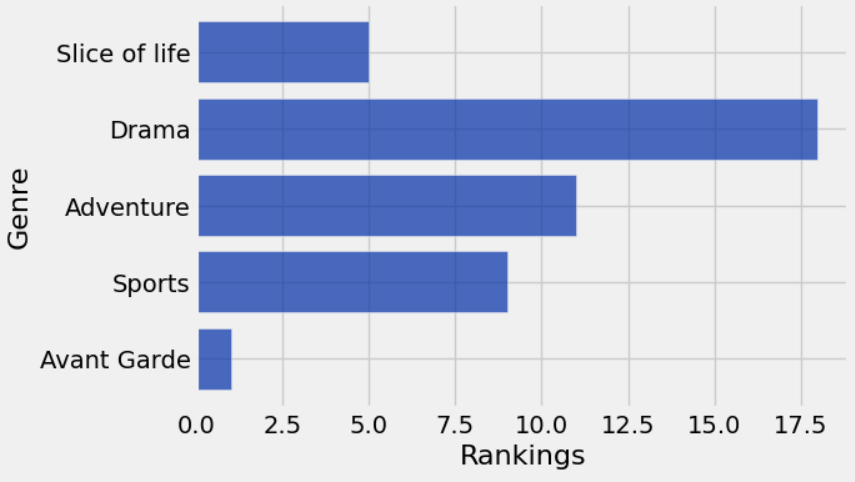 Genre
Slice of life
Drama
Adventure
Sports
Avant Garde
0.0 2.5 5.0 7.5 10.0 12.5 15.0 17.5
Rankings